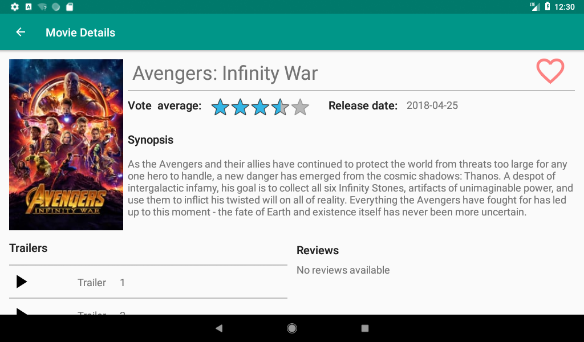 12:30
Movie Details
Avengers: Infinity War
Vote average:
Release date: 2018-04-25
Synopsis
As the Avengers and their allies have continued to protect the world from threats too large for any
one hero to handle, a new danger has emerged from the cosmic shadows: Thanos. A despot of
intergalactic infamy, his goal is to collect all six Infinity Stones, artifacts of unimaginable power, and
use them to inflict his twisted will on all of reality. Everything the Avengers have fought for has led
up to this moment - the fate of Earth and existence itself has never been more uncertain.
AVENGERS
INFINITY WAR
Trailers
Trailer 1
Trailer 2
Reviews
No reviews available